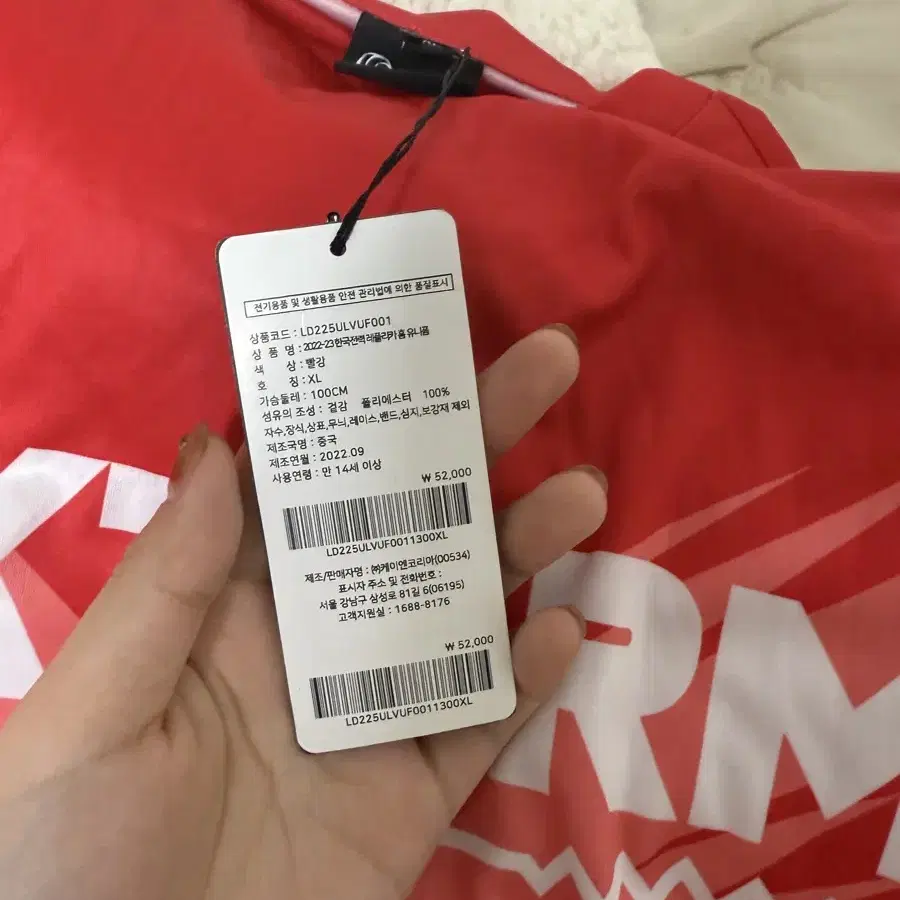 전기용품 및 생활용품 안전 관리법에 의한 품질표시
상품코드 : LD225ULVUF001
상 품 명 : 2022-23 한국전력 레플리카 홈 유니폼
색 상 : 빨강
호 칭 : XL
가슴둘레 : 100CM
섬유의 조성 : 겉감 폴리에스터 100%
자수,장식,상표,무늬,레이스,밴드,심지,보강재 제외
제조국명 : 중국
제조연월 : 2022.09
사용연령 : 만 14세 이상
₩ 52,000
LD225ULVUF0011300XL
제조/판매자명 : ㈜케이엔코리아(00534)
표시자 주소 및 전화번호 :
서울 강남구 삼성로 81길 6(06195)
고객지원실 : 1688-8176
₩ 52,000
LD225ULVUF0011300XL
RM